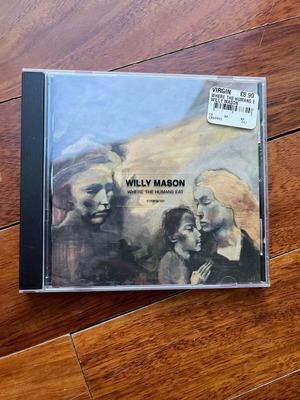 VIRGIN £8.99
WHERE THE HUMANS E
WILLY MASON
WILLY MASON
WHERE THE HUMANS EAT